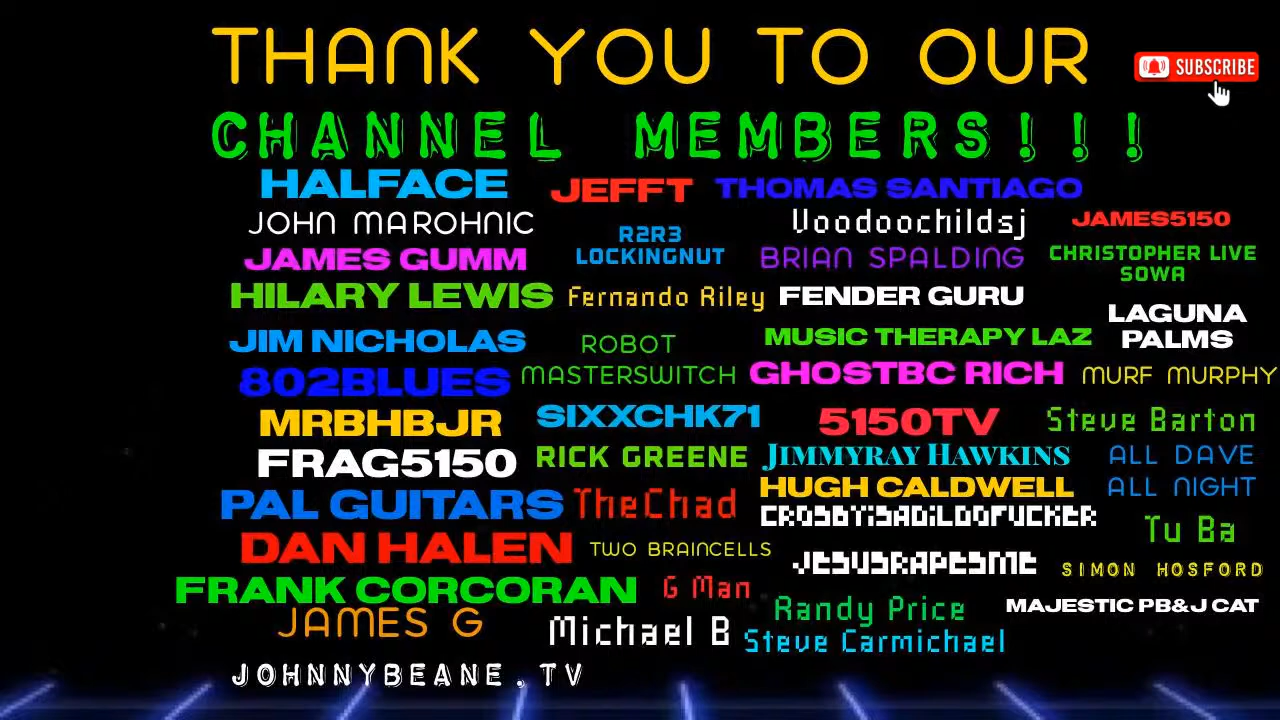 THANK YOU TO OUR
SUBSCRIBE
CHANNEL MEMBERS!!!
HALFACE
JEFFT
THOMAS SANTIAGO
JOHN MAROHNIC
R2R3
LOCKINGNUT
Voodoochildsj
JAMES5150
JAMES GUMM
BRIAN SPALDING
CHRISTOPHER LIVE
SOWA
HILARY LEWIS
Fernando Riley
FENDER GURU
LAGUNA
PALMS
JIM NICHOLAS
ROBOT
MASTERSWITCH
MUSIC THERAPY LAZ
802BLUES
GHOSTBC RICH
MURF MURPHY
MRBHBJR
SIXXCHK71
5150TV
Steve Barton
FRAG5150
RICK GREENE
JIMMYRAY HAWKINS
ALL DAVE
ALL NIGHT
PAL GUITARS
TheChad
HUGH CALDWELL
CROSBYiSADiLDOFUCKER
Tu Ba
DAN HALEN
TWO BRAINCELLS
JESUSRAPESME
SIMON HOSFORD
FRANK CORCORAN
G Man
Randy Price
MAJESTIC PB&J CAT
JAMES G
Michael B
Steve Carmichael
JOHNNYBEANE.TV